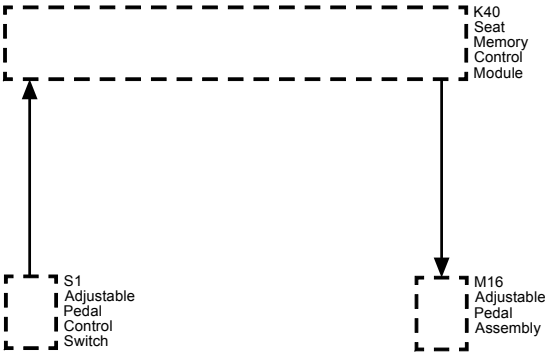 K40
Seat
Memory
Control
Module
S1
Adjustable
Pedal
Control
Switch
M16
Adjustable
Pedal
Assembly